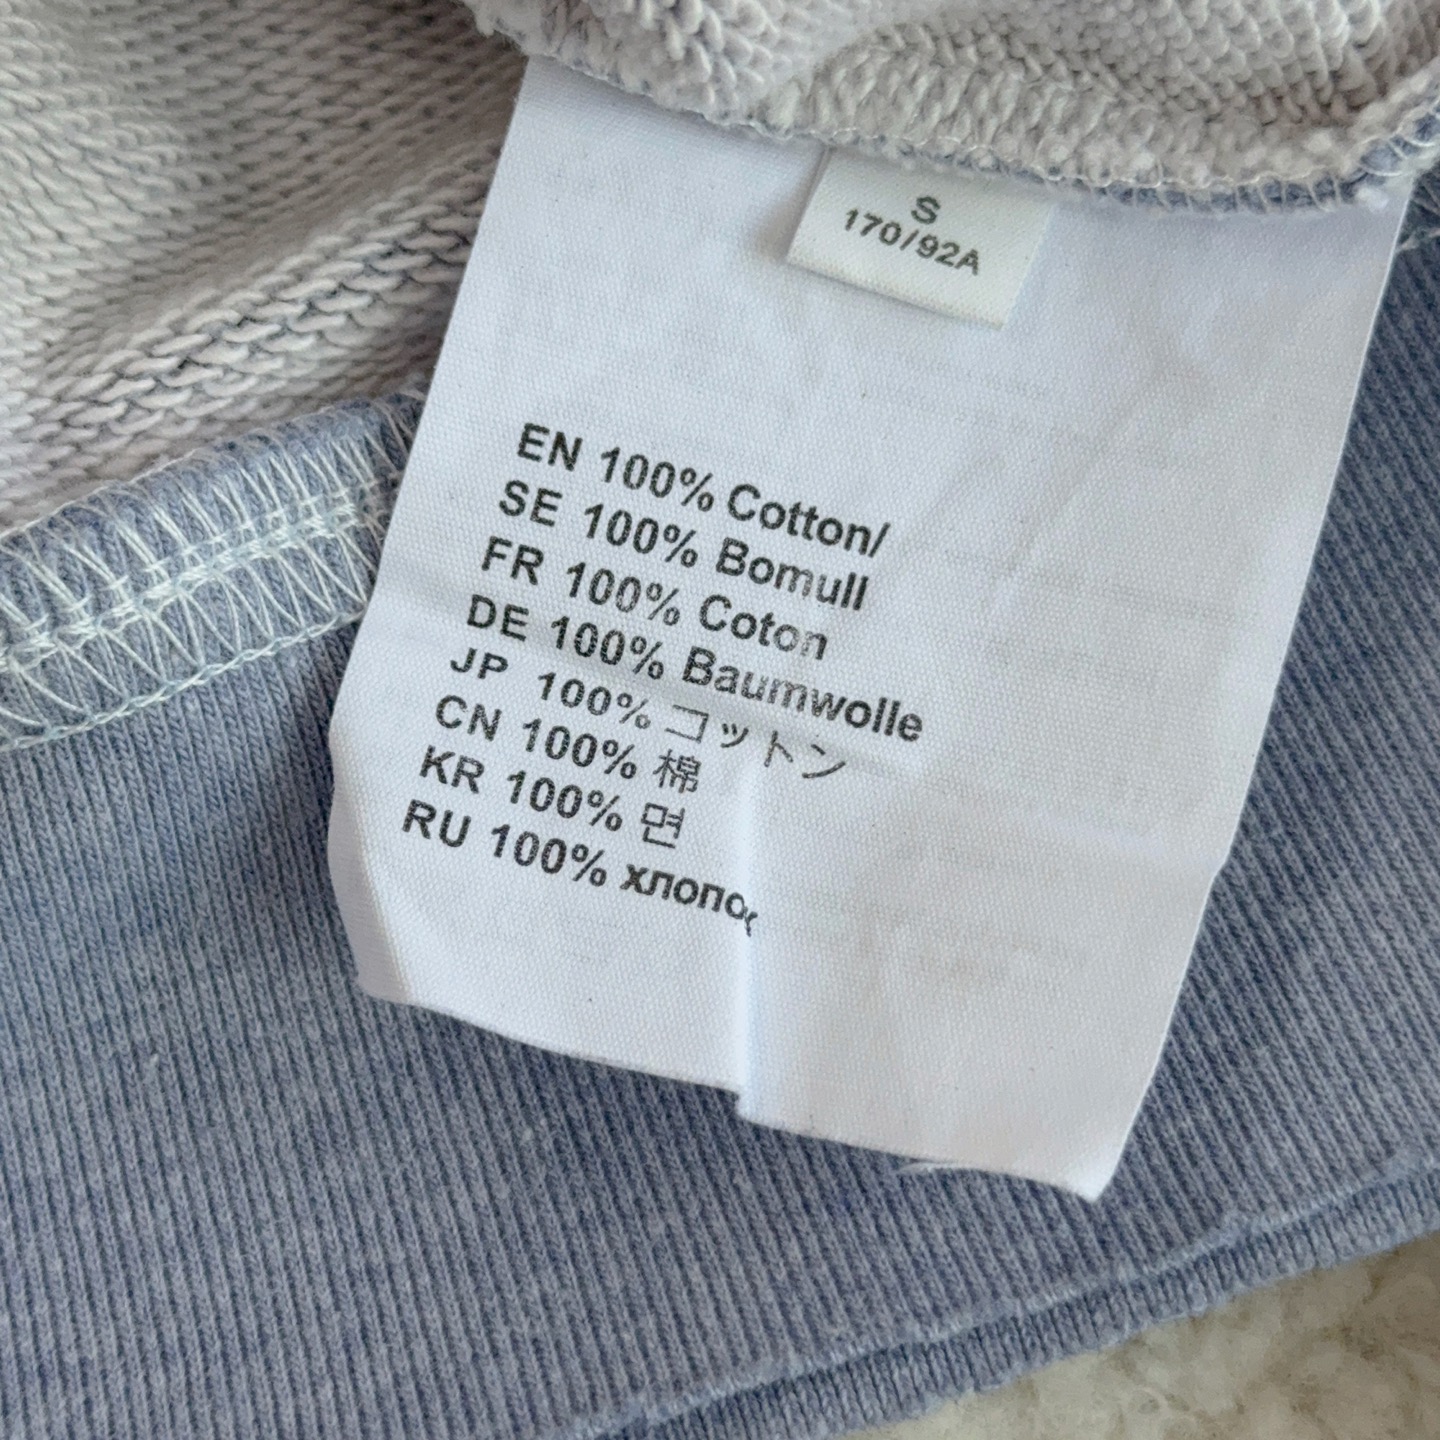 S
170/92A
EN 100% Cotton/
SE 100% Bomull
FR 100% Coton
DE 100% Baumwolle
JP 100% コットン
CN 100% 棉
KR 100% 면
RU 100% хлопок